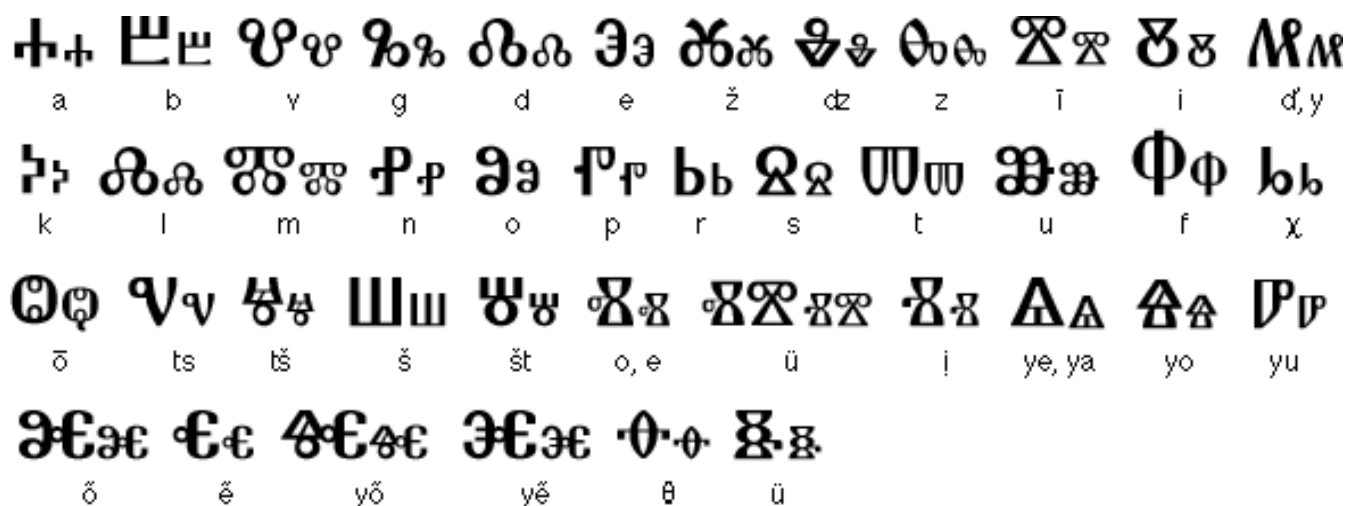 Ⰰⰰ Ⰱⰱ Ⰲⰲ Ⰳⰳ Ⰴⰴ Ⰵⰵ Ⰶⰶ Ⰷⰷ Ⰸⰸ Ⰹⰹ Ⰻⰻ Ⰼⰼ
a b v g d e ž dz z ī i ď, y
Ⰽⰽ Ⰾⰾ Ⰿⰿ Ⱀⱀ Ⱁⱁ Ⱂⱂ Ⱃⱃ Ⱄⱄ Ⱅⱅ Ⱆⱆ Ⱇⱇ Ⱈⱈ
k l m n o p r s t u f χ
Ⱉⱉ Ⱌⱌ Ⱍⱍ Ⱎⱎ Ⱋⱋ Ⱏⱏ ⰟⰉⱏⰹ Ⱐⱐ Ⱑⱑ Ⱖⱖ Ⱓⱓ
ō ts tš š št o, e ü į ye, ya yo yu
Ⱘⱘ Ⱔⱔ Ⱙⱙ Ⱗⱗ Ⱚⱚ Ⱛⱛ
ő e̋ yő ye̋ θ ü